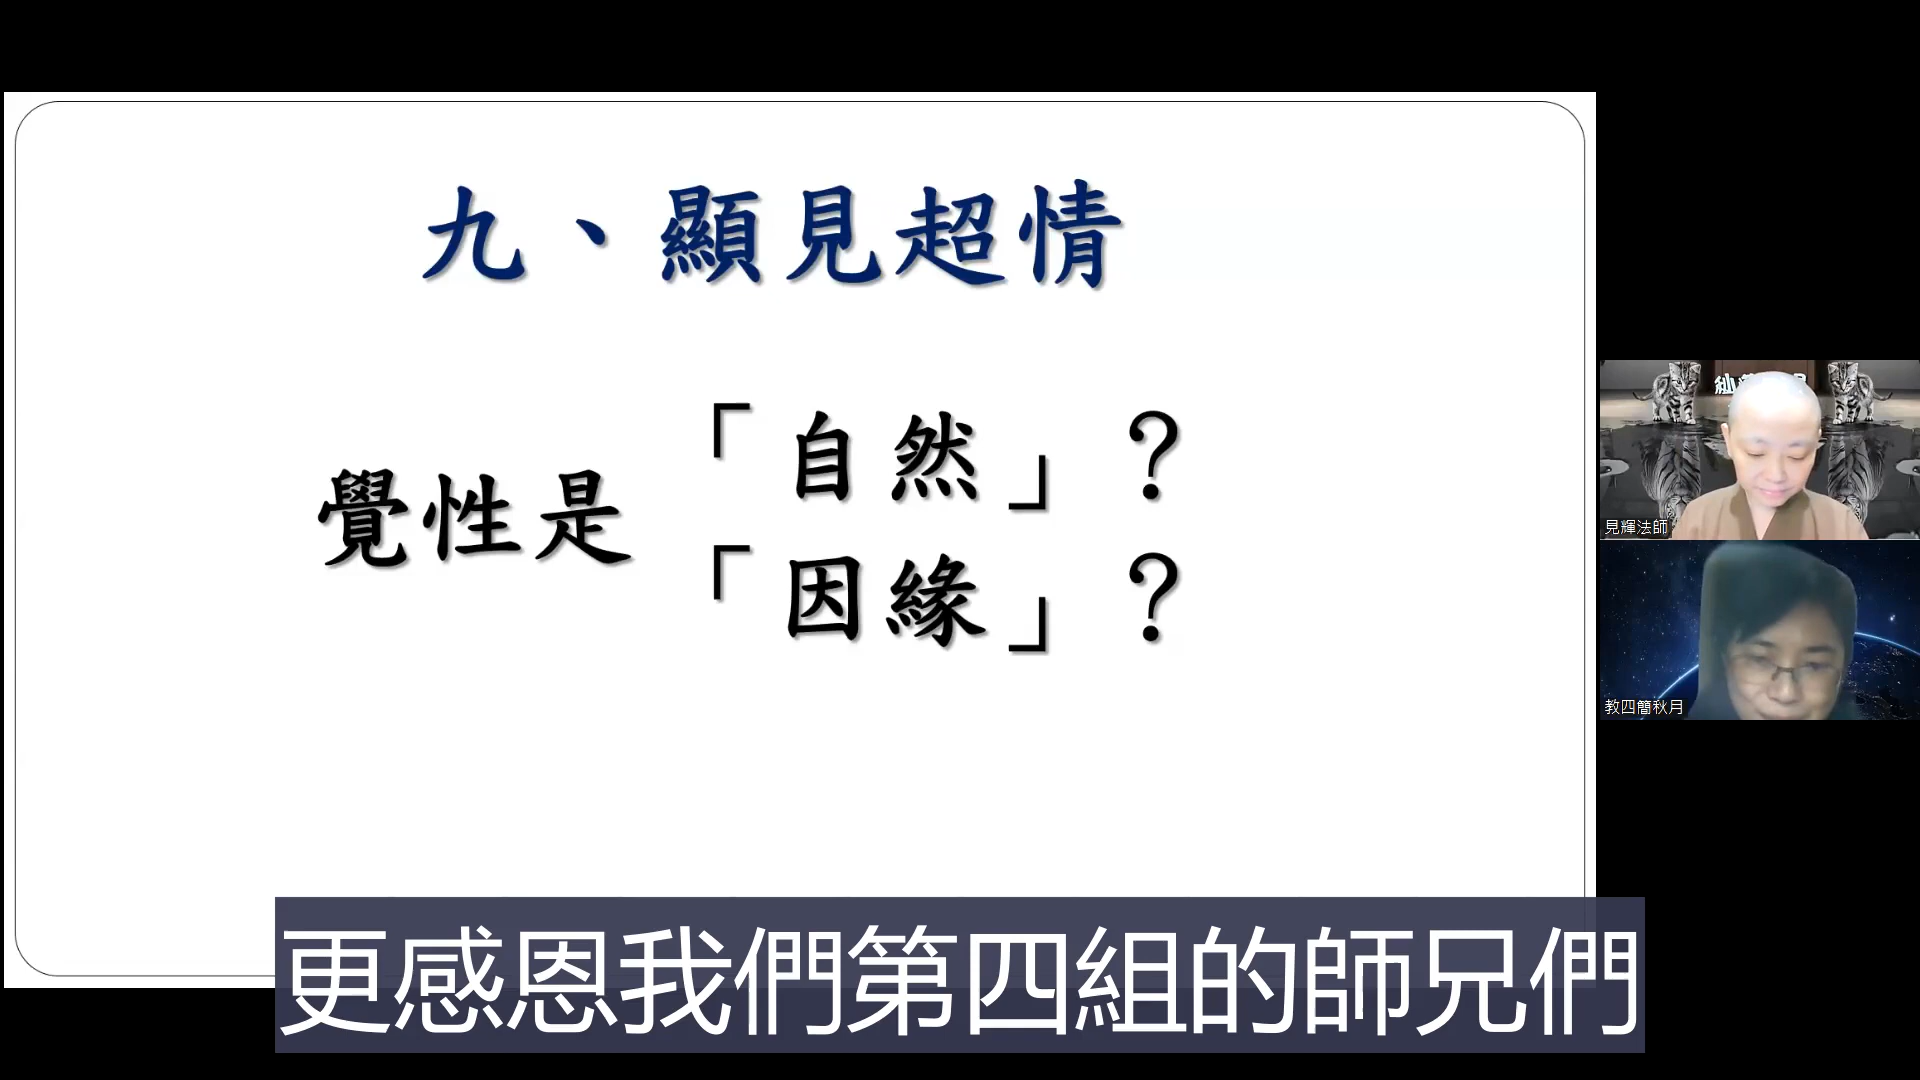 九、顯見超情
覺性是
「自然」？
「因緣」？
見輝法師
教四簡秋月
更感恩我們第四組的師兄們